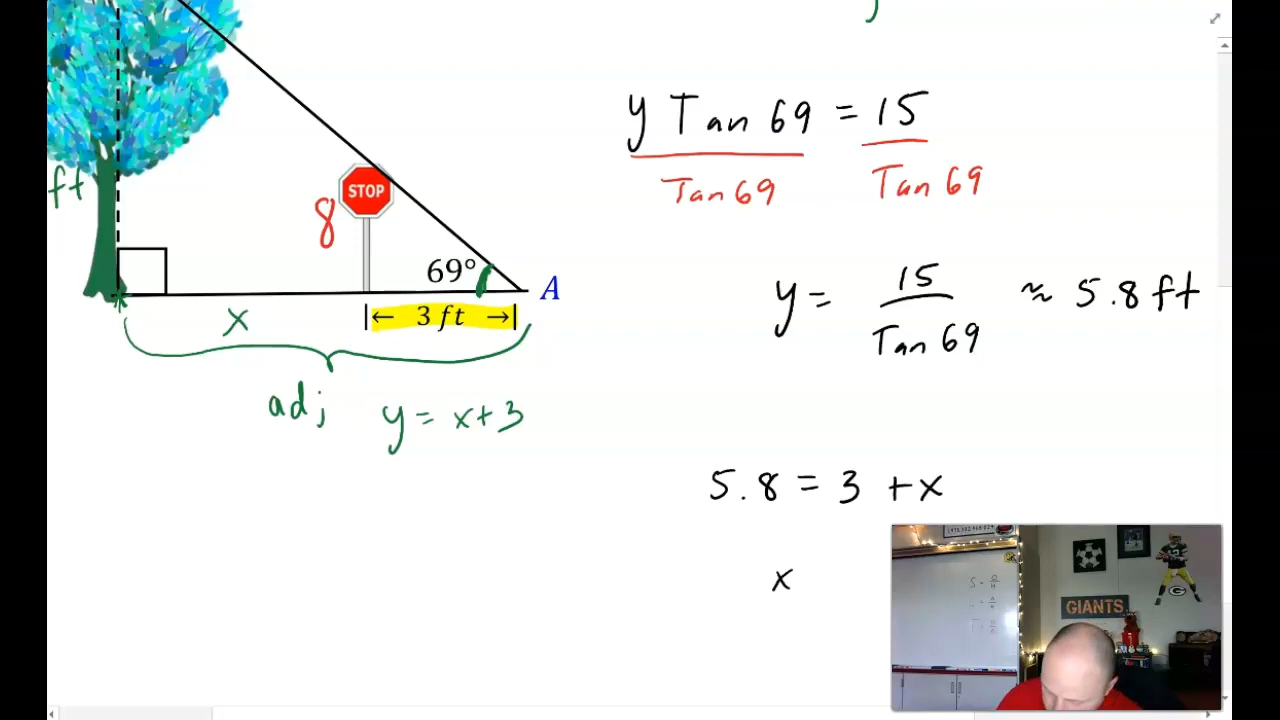 y Tan 69 = 15
Tan 69 Tan 69
ft
STOP
8
69° A
← 3 ft →
x
y = 15 / Tan 69 ≈ 5.8 ft
adj y = x + 3
5.8 = 3 + x
x
GIANTS
G